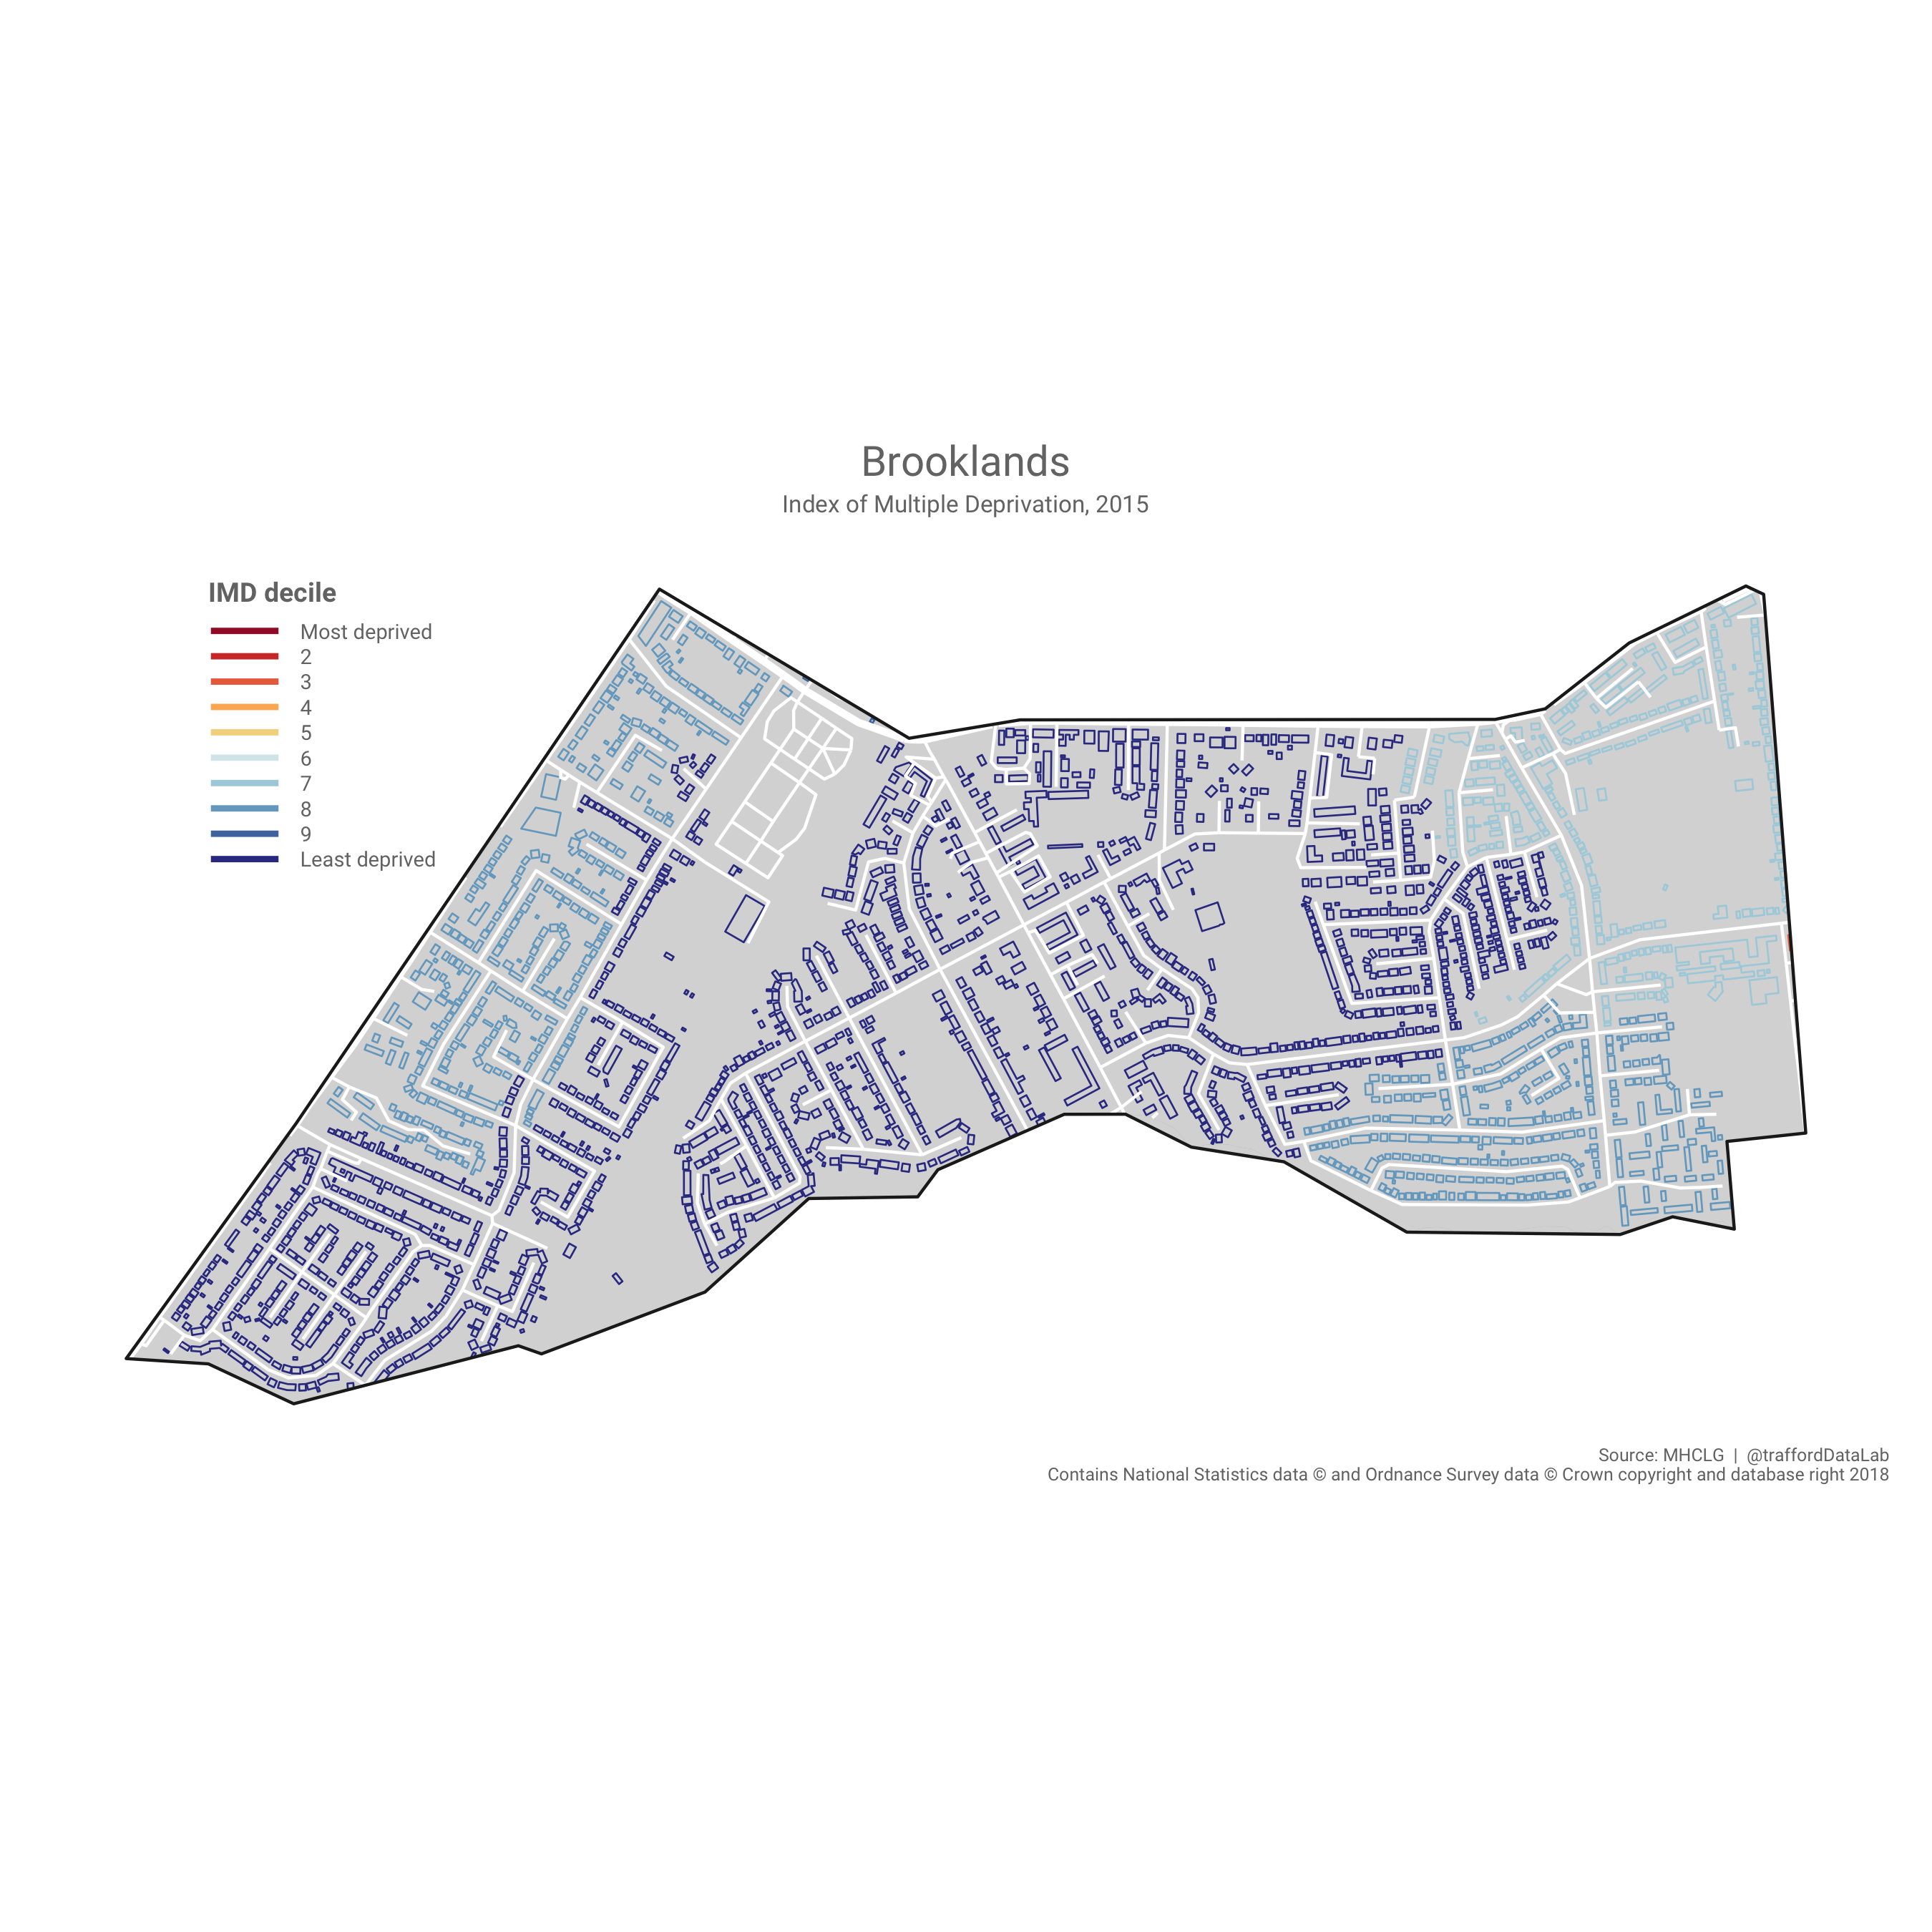 Brooklands
Index of Multiple Deprivation, 2015
IMD decile
Most deprived
2
3
4
5
6
7
8
9
Least deprived
Source: MHCLG | @traffordDataLab
Contains National Statistics data © and Ordnance Survey data © Crown copyright and database right 2018